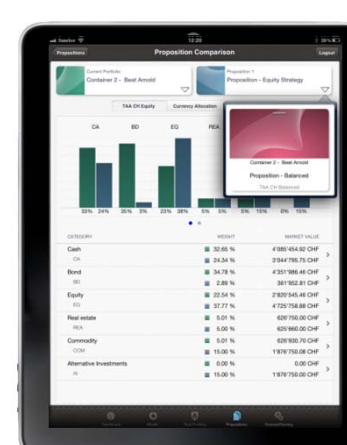 Sunrise 12:20 28%
Propositions Proposition Comparison Logout
Current Portfolio
Container 2 - Beat Arnold
Proposition 1
Proposition - Equity Strategy
TAA CH Equity Currency Allocation
CA BD EQ REA
Container 2 - Beat Arnold
Proposition - Balanced
TAA CH Balanced
33% 24% 35% 3% 23% 38% 5% 5% 5% 15% 0% 15%
CATEGORY WEIGHT MARKET VALUE
Cash 32.65 % 4'085'454.92 CHF
CA 24.34 % 3'044'795.75 CHF
Bond 34.78 % 4'351'986.46 CHF
BD 2.89 % 361'952.81 CHF
Equity 22.54 % 2'820'545.46 CHF
EQ 37.77 % 4'725'758.88 CHF
Real estate 5.01 % 626'750.00 CHF
REA 5.00 % 625'660.00 CHF
Commodity 5.01 % 626'930.70 CHF
COM 15.00 % 1'876'750.08 CHF
Alternative Investments 0.00 % 0.00 CHF
AI 15.00 % 1'876'750.00 CHF
Propositions